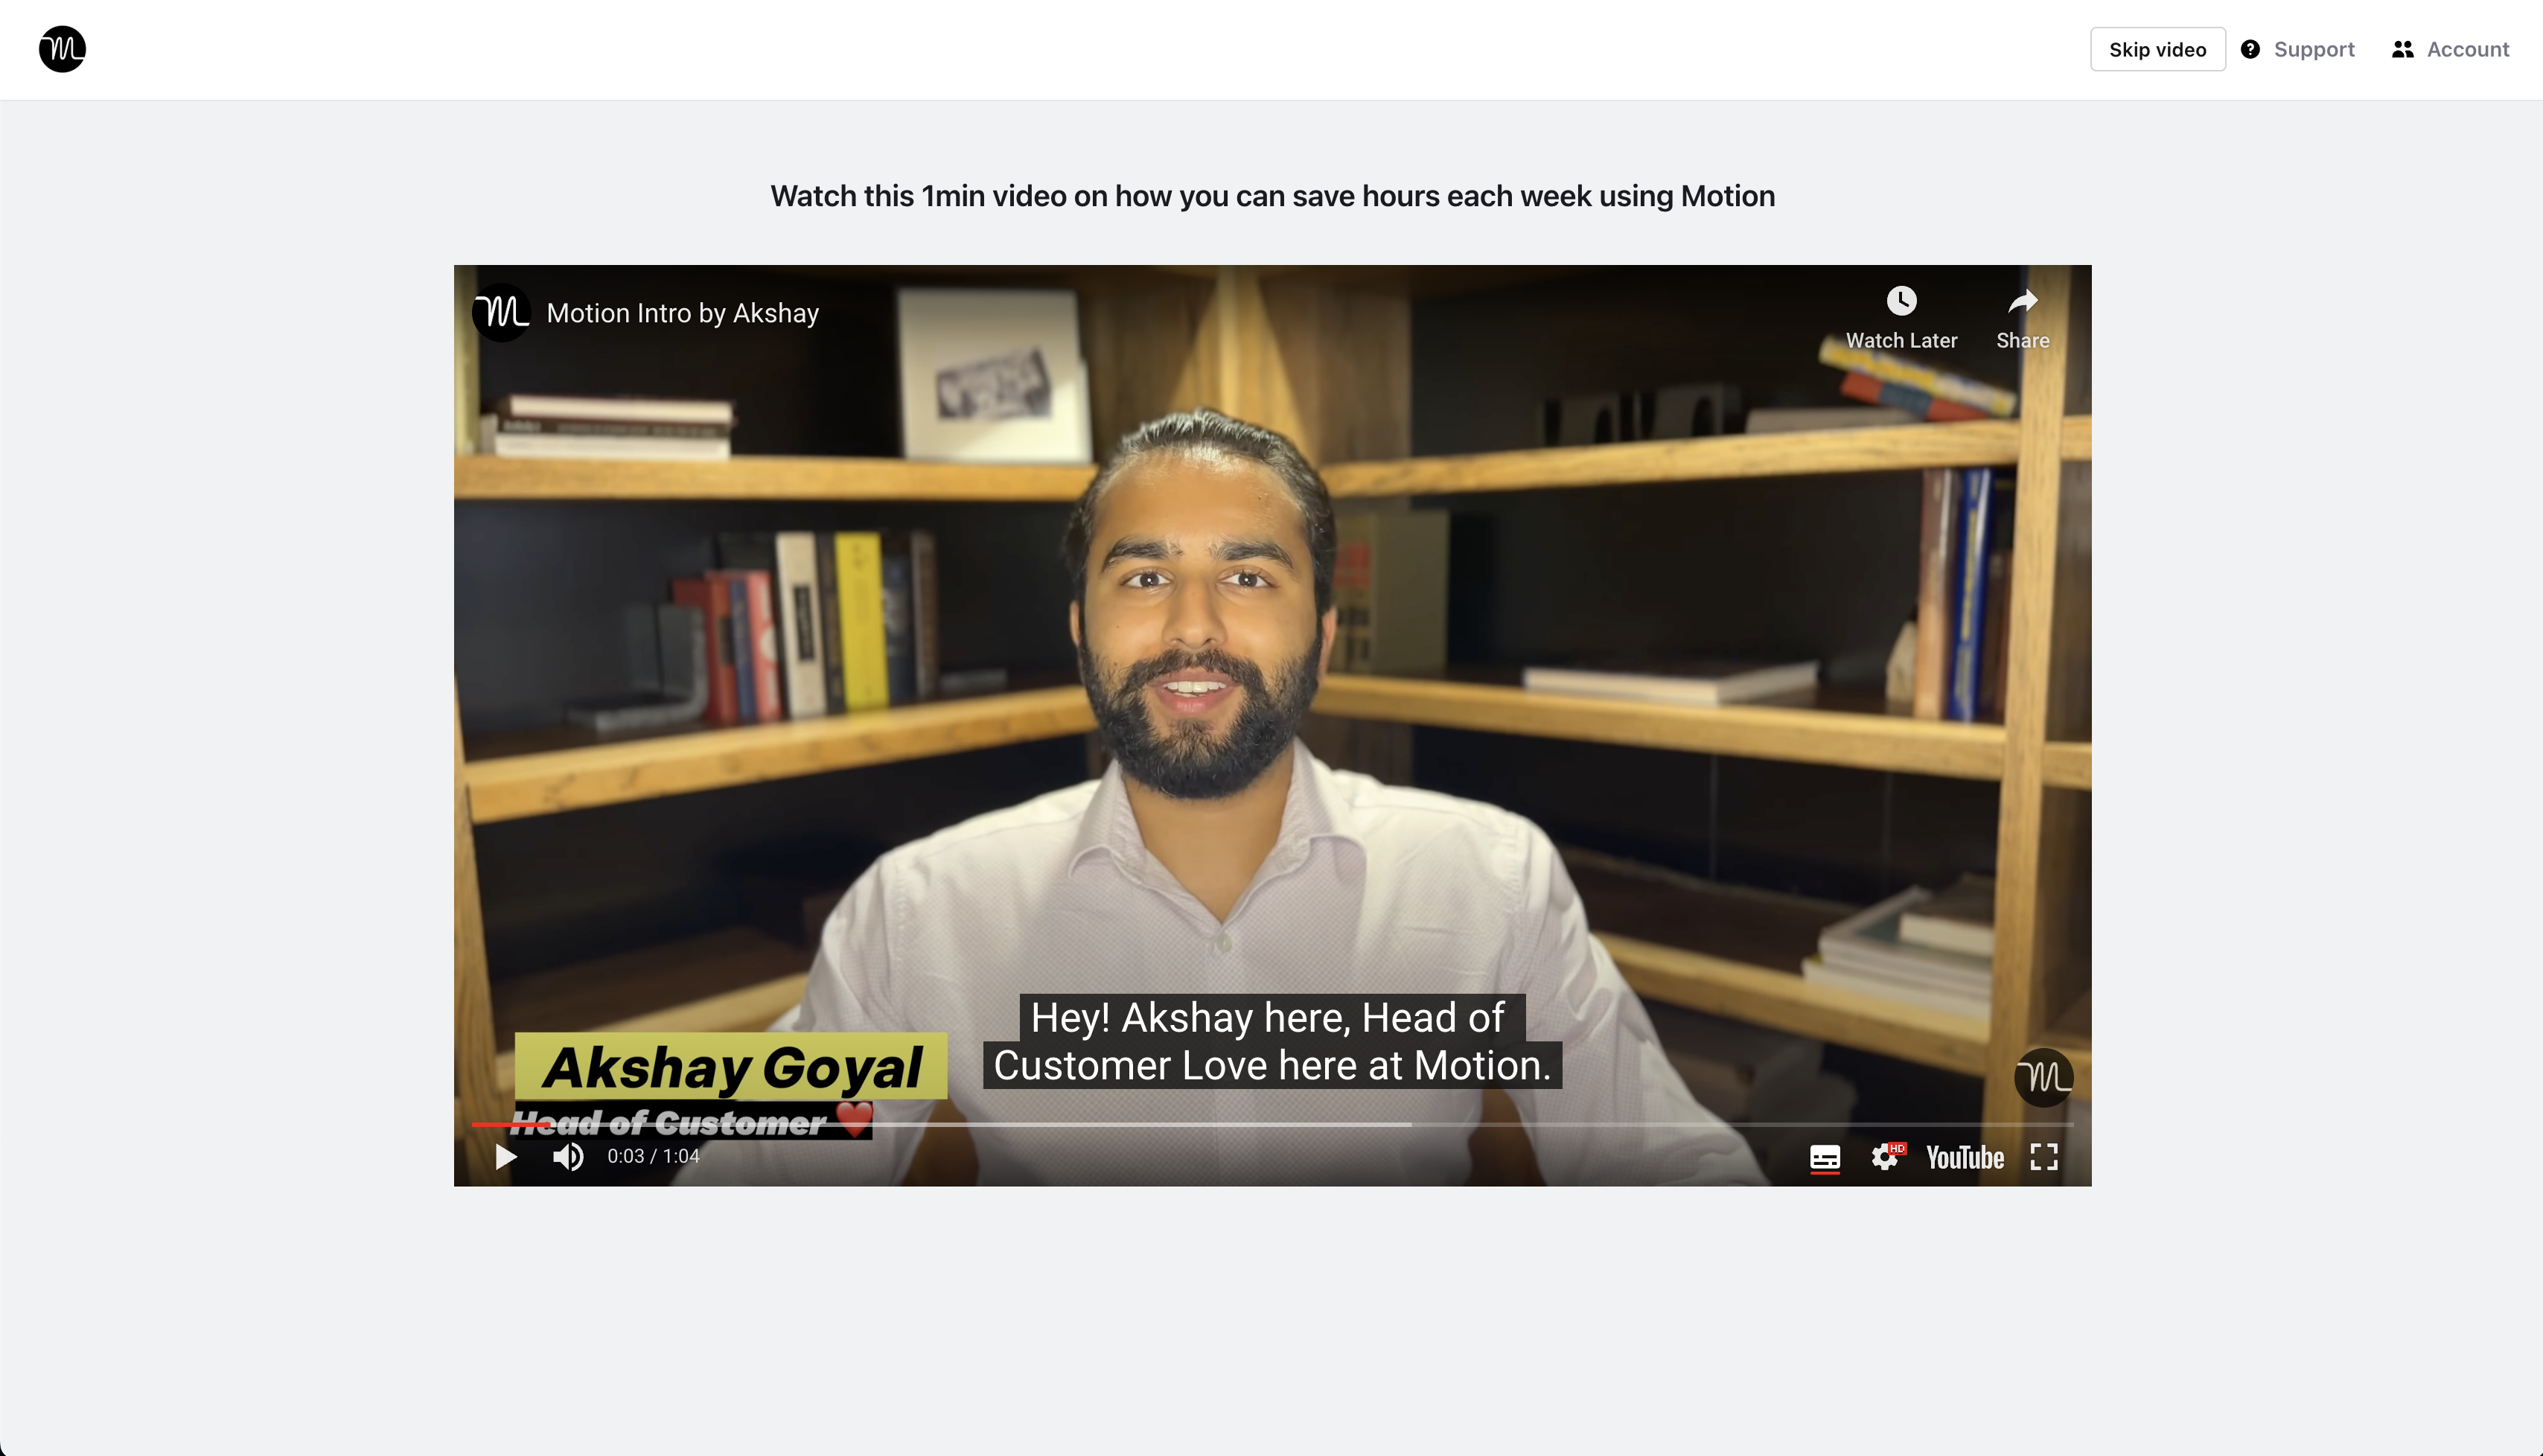 Skip video
Support
Account
Watch this 1min video on how you can save hours each week using Motion
Motion Intro by Akshay
Watch Later
Share
Hey! Akshay here, Head of
Customer Love here at Motion.
Akshay Goyal
Head of Customer ❤️
0:03 / 1:04
HD
YouTube